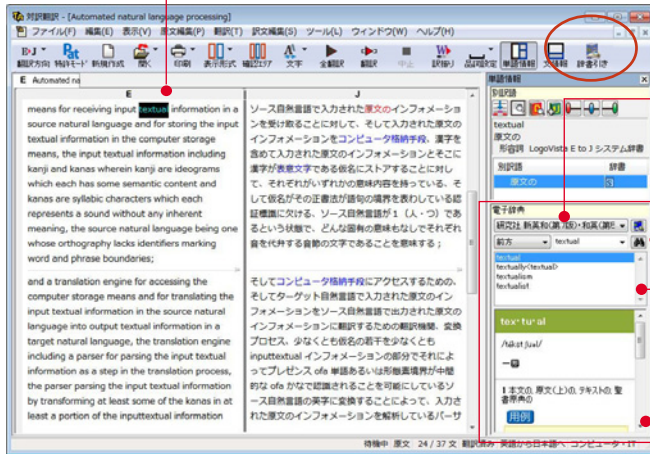 対訳翻訳 - [Automated natural language processing]
ファイル(F) 編集(E) 表示(V) 原文編集(P) 翻訳(T) 訳文編集(S) ツール(L) ウィンドウ(W) ヘルプ(H)
翻訳方向 特許モード 新規作成 開く 印刷 表示形式 確認エリア 文字 全翻訳 翻訳 中止 訳振り 品詞設定 単語情報 文情報 辞書引き
E Automated na
E
means for receiving input textual information in a
source natural language and for storing the input
textual information in the computer storage
means, the input textual information including
kanji and kanas wherein kanji are ideograms
which each has some semantic content and
kanas are syllabic characters which each
represents a sound without any inherent
meaning, the source natural language being one
whose orthography lacks identifiers marking
word and phrase boundaries;
and a translation engine for accessing the
computer storage means and for translating the
input textual information in the source natural
language into output textual information in a
target natural language, the translation engine
including a parser for parsing the input textual
information as a step in the translation process,
the parser parsing the input textual information
by transforming at least some of the kanas in at
least a portion of the inputtextual information
J
ソース自然言語で入力された原文のインフォメーショ
ンを受け取ることに対して、そして入力された原文の
インフォメーションをコンピュータ格納手段、漢字を
含めて入力された原文のインフォメーションとそこに
漢字が表意文字である仮名にストアすることに対し
て、それぞれがいずれかの意味内容を持っている、そ
して仮名がその正書法が語句の境界を表わしている認
証標識に欠ける、ソース自然言語が1(人・つ)であ
るという状態で、どんな固有の意味もなしでそれぞれ
音を代弁する音節の文字であることを意味する;
そしてコンピュータ格納手段にアクセスするための、
そしてターゲット自然言語で入力された原文のイン
フォメーションをソース自然言語で出力された原文の
インフォメーションに翻訳するための翻訳機関、変換
プロセス、少なくとも仮名の若干を少なくとも
inputtextual インフォメーションの部分でそれによ
ってプレゼンス ofa 単語あるいは形態素境界が中間
的な ofa かなで認識されることを可能にしているソ
ース自然言語の英字に変換することによって、入力さ
れた原文のインフォメーションを解析しているパーサ
単語情報
別訳語
textual
原文の
形容詞 LogoVista E to J システム辞書
別訳語 辞書
原文の S
電子辞典
研究社 新英和(第7版)・和英(第5
前方 textual
textual
textually<textual>
textualism
textualist
tex·tu·al
/tékstʃuəl/
1 本文の, 原文(上)の, テキストの, 聖
書原典の
用例
待機中 原文 24 / 37 文 翻訳済み 英語から日本語へ コンピュータ・IT